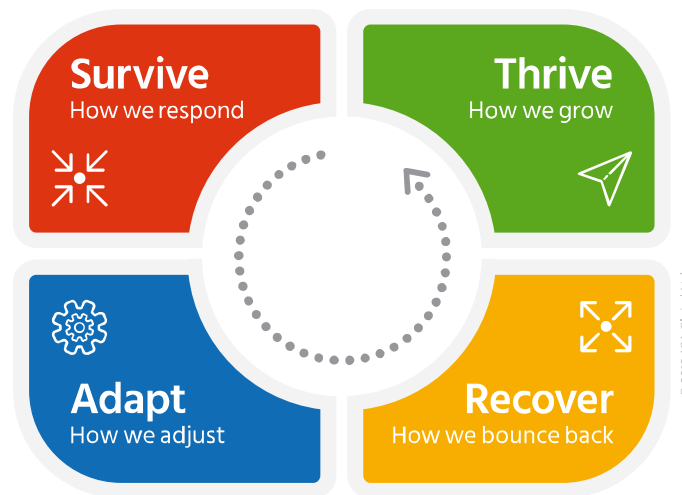 Survive
How we respond
Thrive
How we grow
Adapt
How we adjust
Recover
How we bounce back